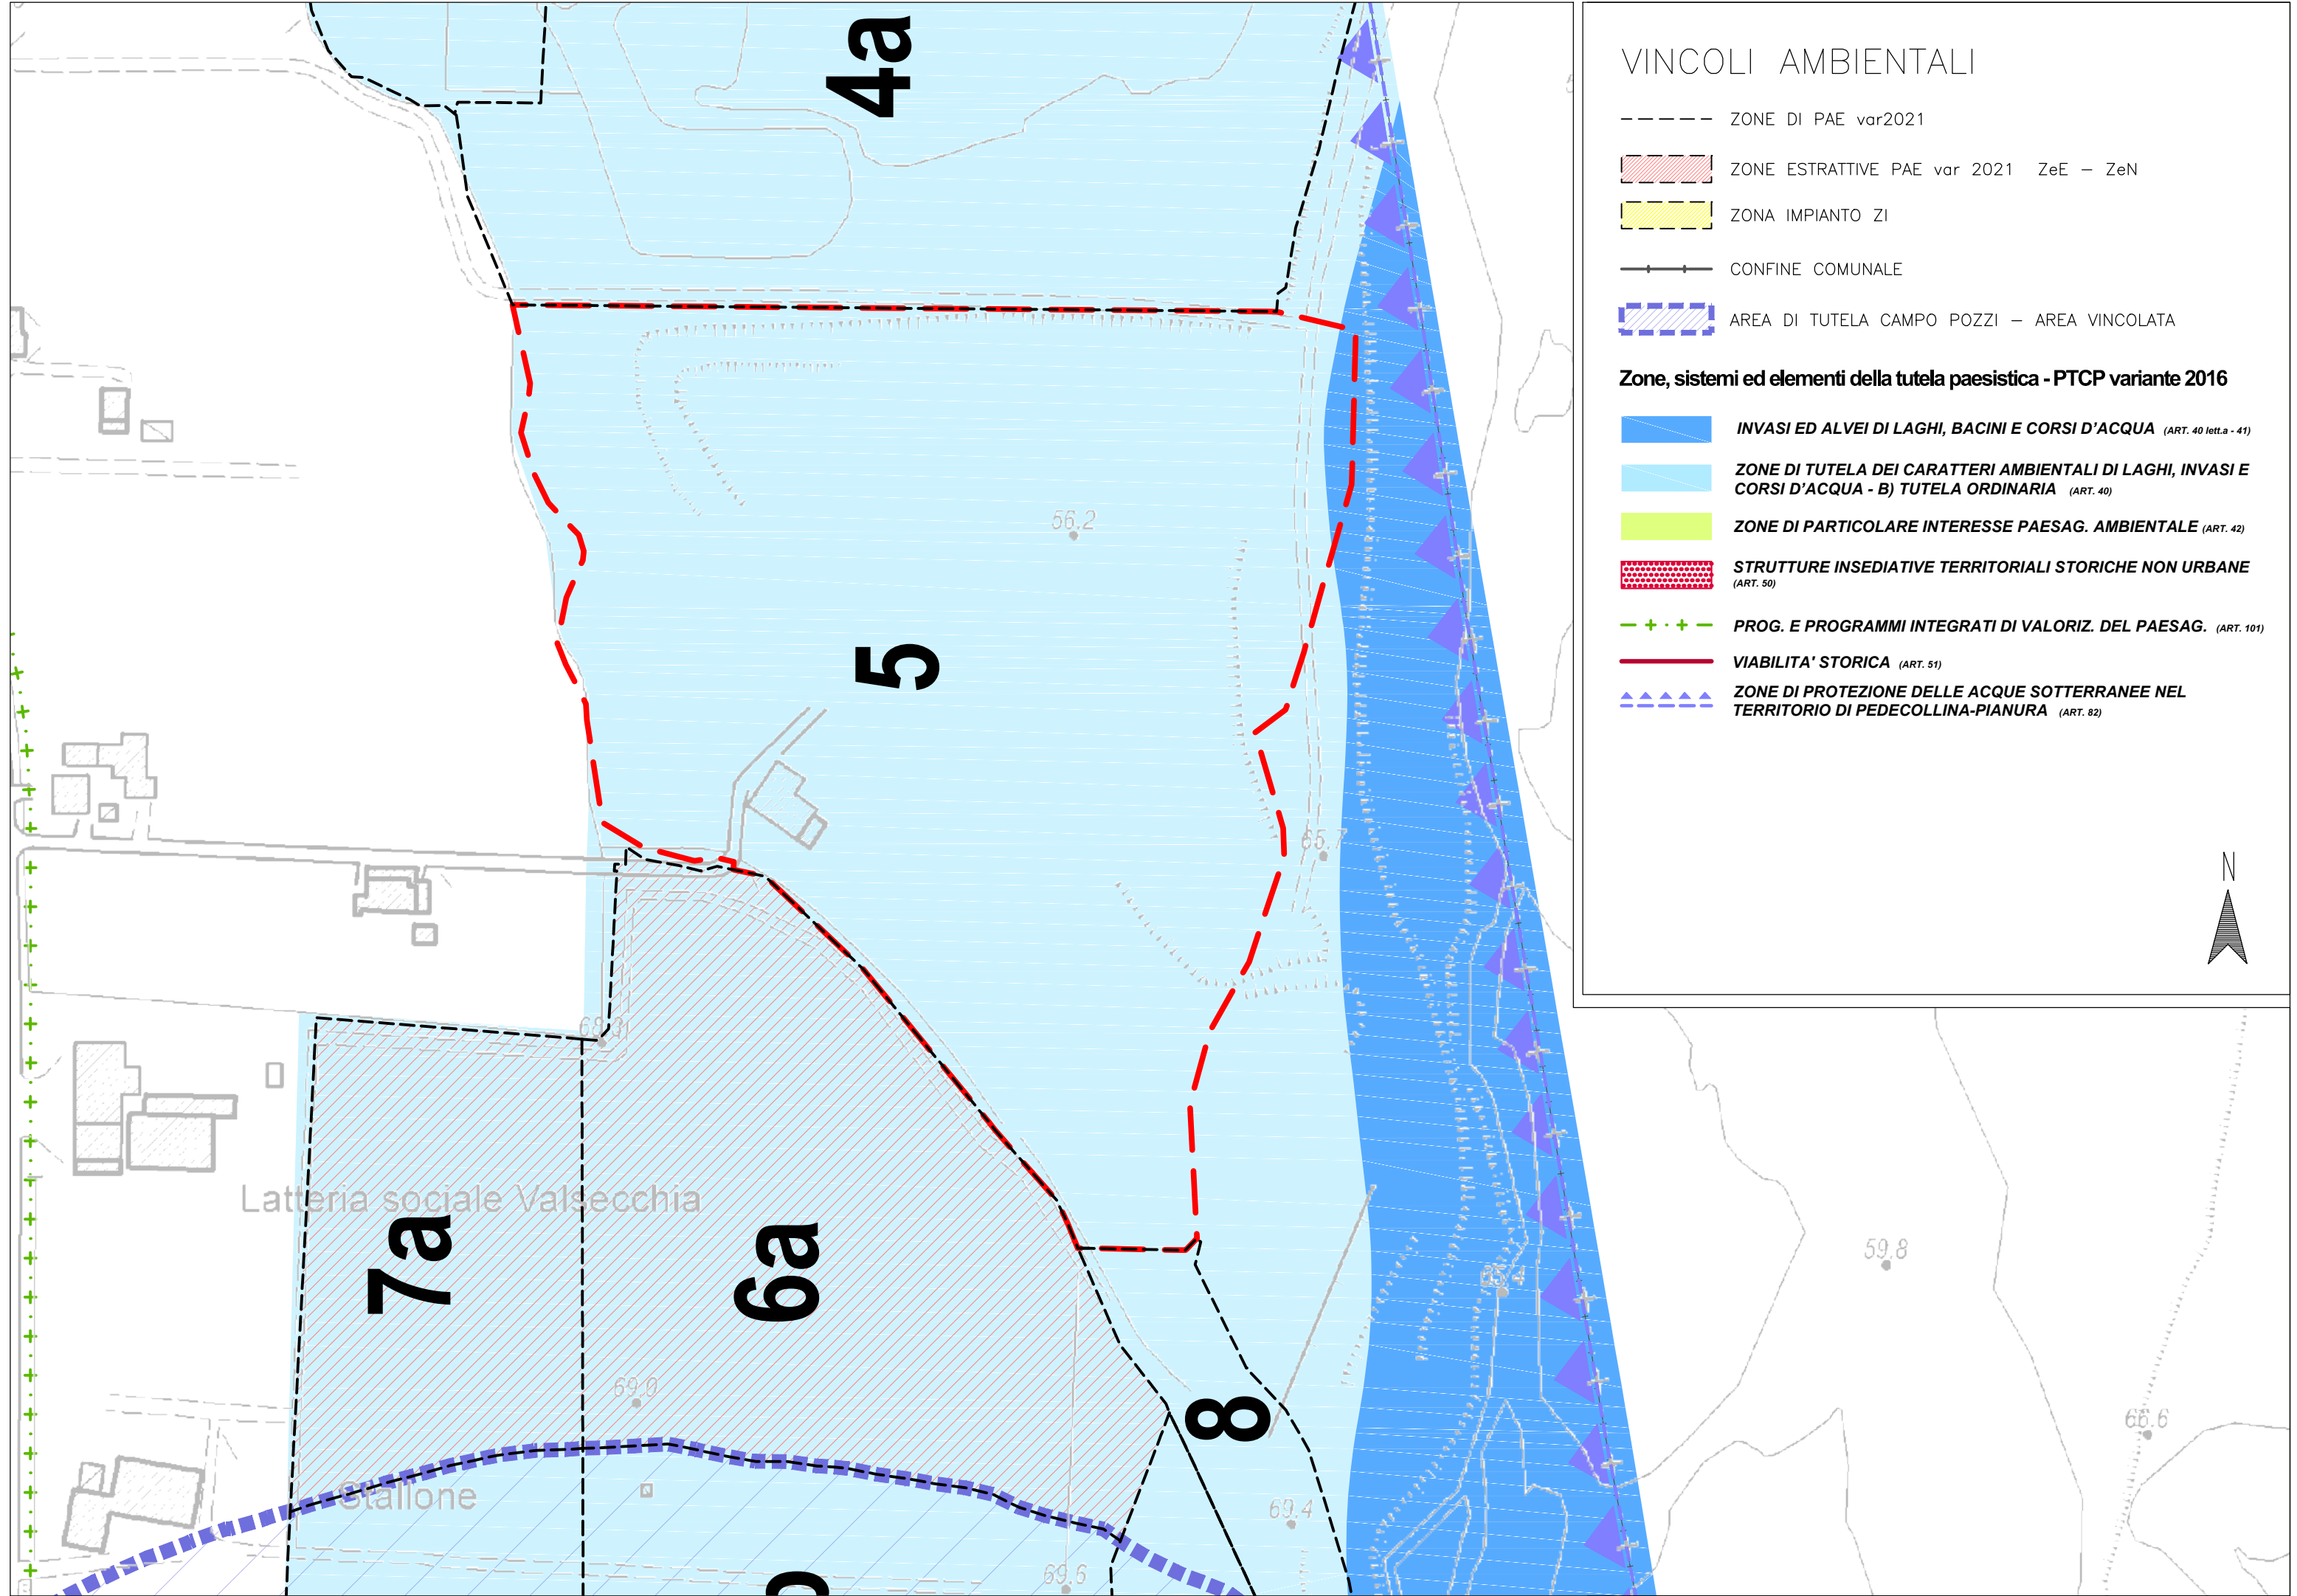 VINCOLI AMBIENTALI
ZONE DI PAE var2021
ZONE ESTRATTIVE PAE var 2021 ZeE – ZeN
ZONA IMPIANTO ZI
CONFINE COMUNALE
AREA DI TUTELA CAMPO POZZI – AREA VINCOLATA
Zone, sistemi ed elementi della tutela paesistica - PTCP variante 2016
INVASI ED ALVEI DI LAGHI, BACINI E CORSI D'ACQUA (ART. 40 lett.a - 41)
ZONE DI TUTELA DEI CARATTERI AMBIENTALI DI LAGHI, INVASI E
CORSI D'ACQUA - B) TUTELA ORDINARIA (ART. 40)
ZONE DI PARTICOLARE INTERESSE PAESAG. AMBIENTALE (ART. 42)
STRUTTURE INSEDIATIVE TERRITORIALI STORICHE NON URBANE
(ART. 50)
PROG. E PROGRAMMI INTEGRATI DI VALORIZ. DEL PAESAG. (ART. 101)
VIABILITA' STORICA (ART. 51)
ZONE DI PROTEZIONE DELLE ACQUE SOTTERRANEE NEL
TERRITORIO DI PEDECOLLINA-PIANURA (ART. 82)
N
4a
56.2
5
65.7
Latteria sociale Valsecchia
7a
6a
59.8
69.0
8
66.6
Stallone
69.4
69.6